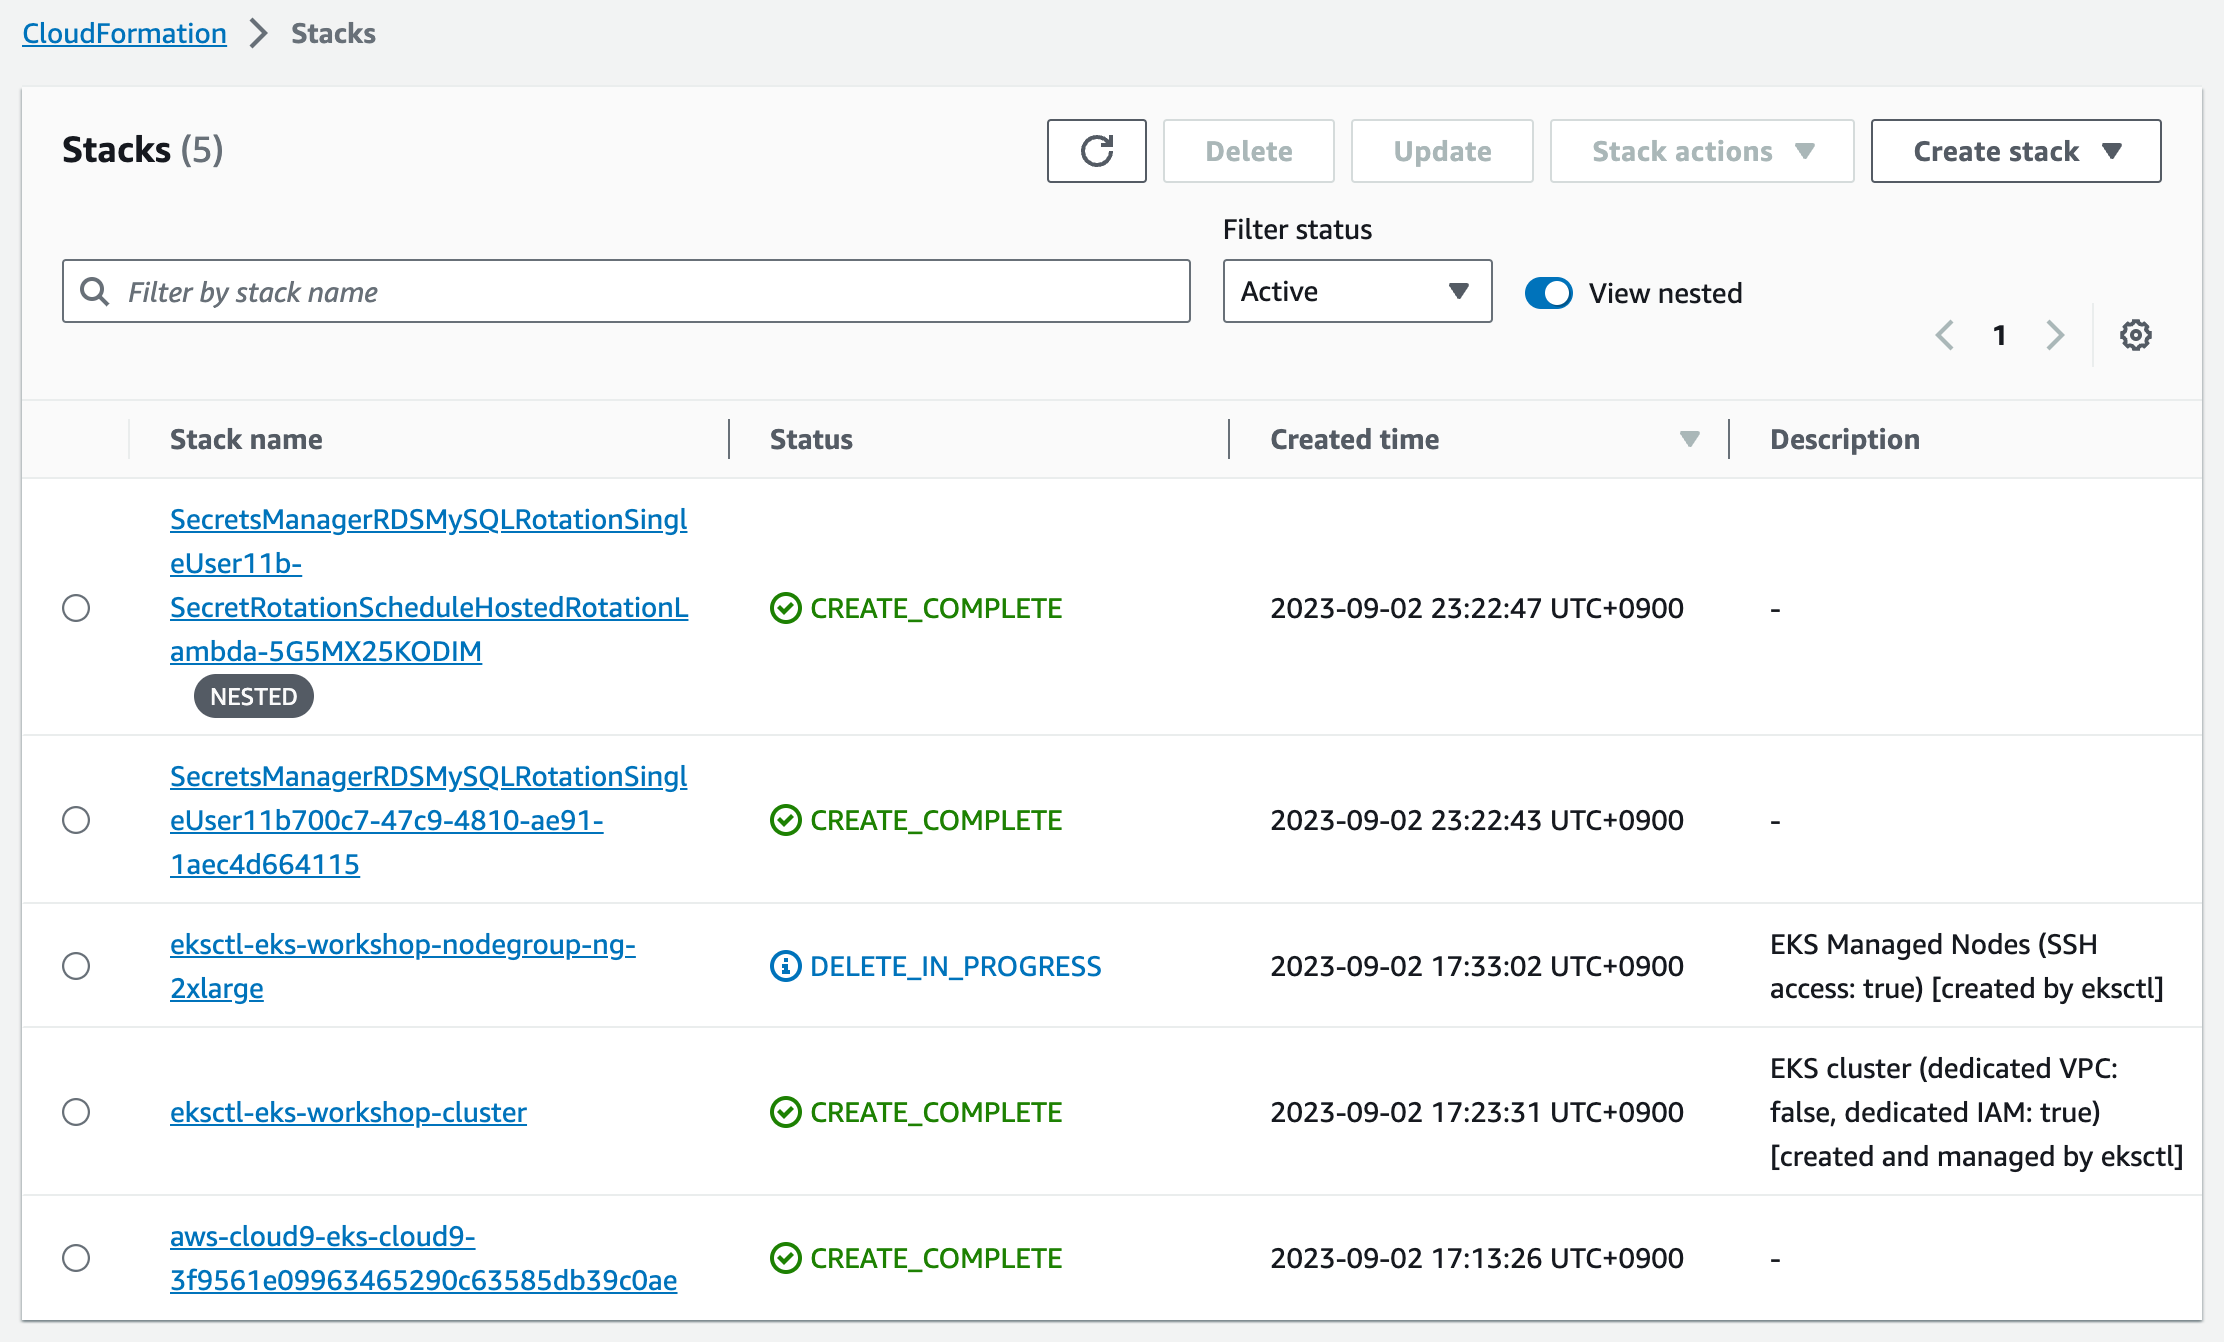 CloudFormation > Stacks
Stacks (5)
Delete
Update
Stack actions
Create stack
Filter status
Filter by stack name
Active
View nested
1
Stack name
Status
Created time
Description
SecretsManagerRDSMySQLRotationSingl
eUser11b-
SecretRotationScheduleHostedRotationL
ambda-5G5MX25KODIM
NESTED
CREATE_COMPLETE
2023-09-02 23:22:47 UTC+0900
-
SecretsManagerRDSMySQLRotationSingl
eUser11b700c7-47c9-4810-ae91-
1aec4d664115
CREATE_COMPLETE
2023-09-02 23:22:43 UTC+0900
-
eksctl-eks-workshop-nodegroup-ng-
2xlarge
DELETE_IN_PROGRESS
2023-09-02 17:33:02 UTC+0900
EKS Managed Nodes (SSH
access: true) [created by eksctl]
eksctl-eks-workshop-cluster
CREATE_COMPLETE
2023-09-02 17:23:31 UTC+0900
EKS cluster (dedicated VPC:
false, dedicated IAM: true)
[created and managed by eksctl]
aws-cloud9-eks-cloud9-
3f9561e09963465290c63585db39c0ae
CREATE_COMPLETE
2023-09-02 17:13:26 UTC+0900
-